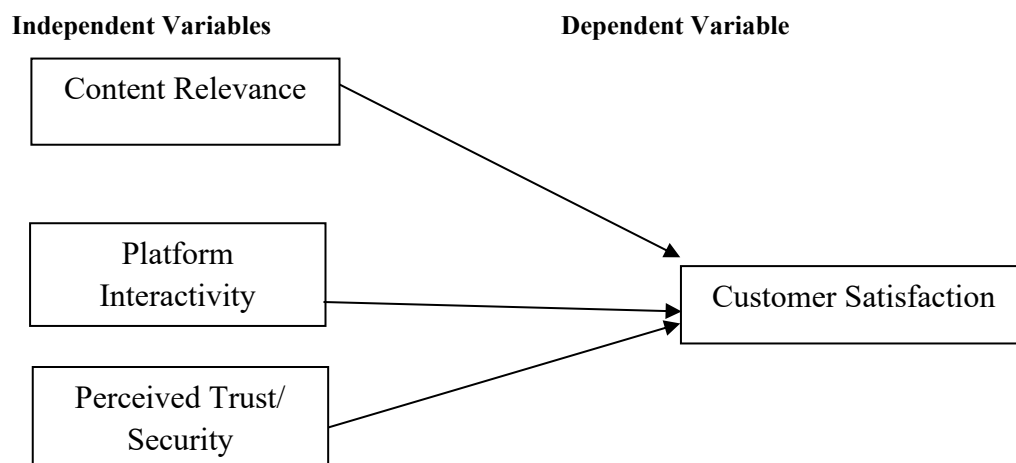 Independent Variables
Dependent Variable
Content Relevance
Platform
Interactivity
Customer Satisfaction
Perceived Trust/
Security